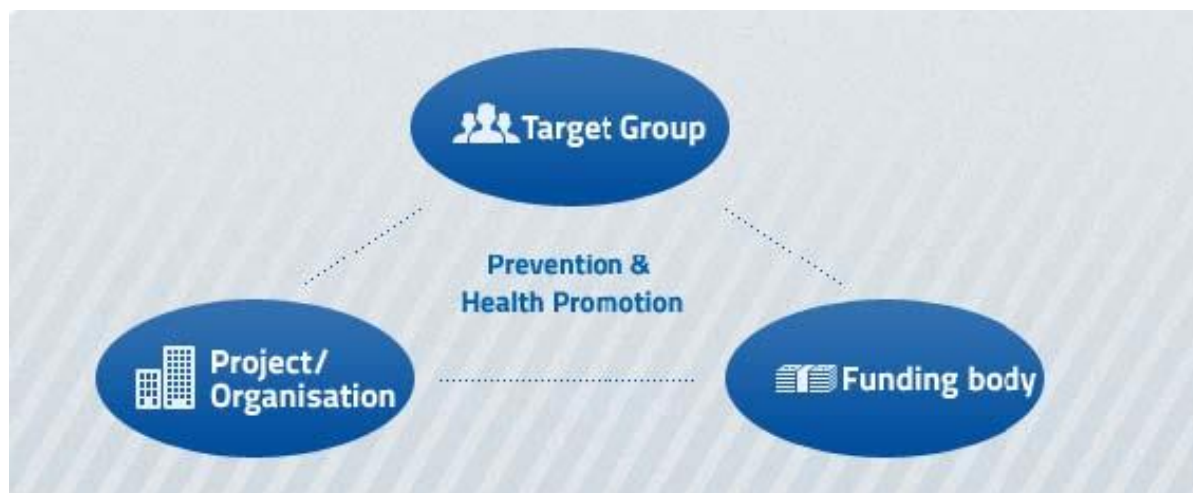 Target Group
Prevention &
Health Promotion
Project/
Organisation
Funding body